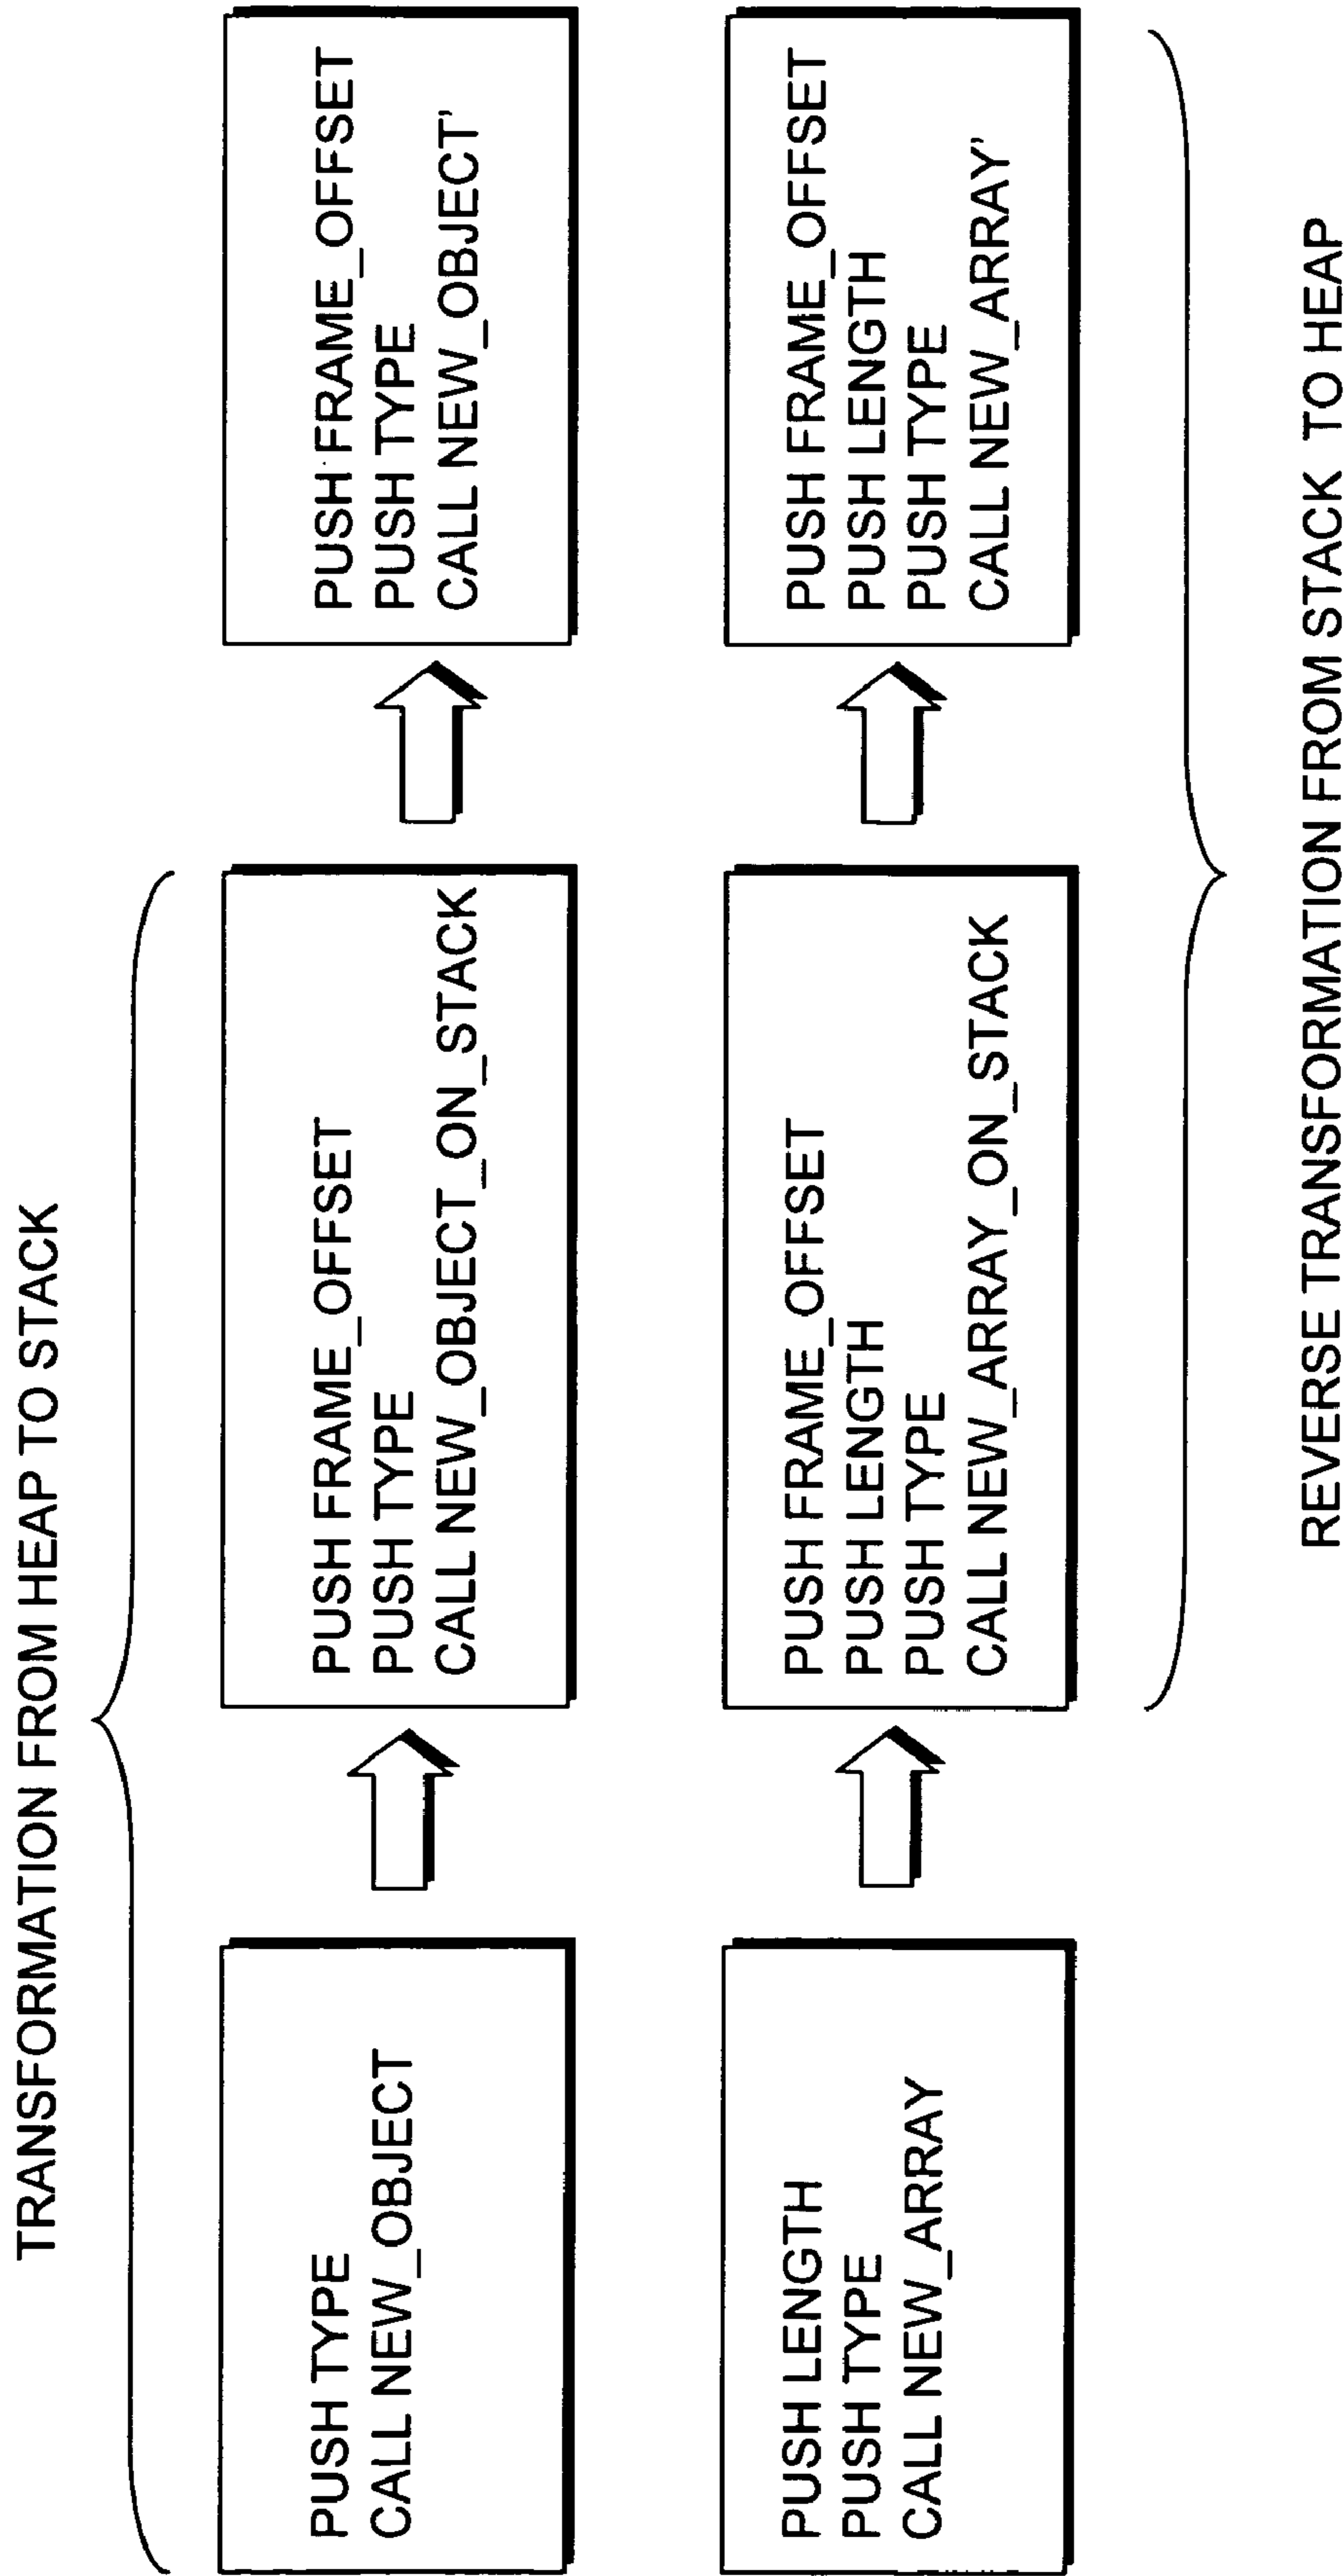 TRANSFORMATION FROM HEAP TO STACK
PUSH TYPE
CALL NEW_OBJECT
PUSH FRAME_OFFSET
PUSH TYPE
CALL NEW_OBJECT_ON_STACK
PUSH FRAME_OFFSET
PUSH TYPE
CALL NEW_OBJECT'
PUSH LENGTH
PUSH TYPE
CALL NEW_ARRAY
PUSH FRAME_OFFSET
PUSH LENGTH
PUSH TYPE
CALL NEW_ARRAY_ON_STACK
PUSH FRAME_OFFSET
PUSH LENGTH
PUSH TYPE
CALL NEW_ARRAY'
REVERSE TRANSFORMATION FROM STACK TO HEAP